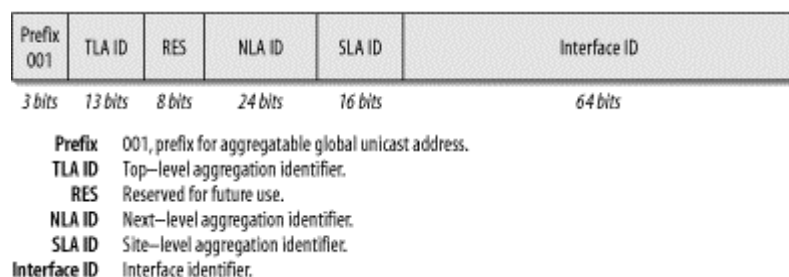 Prefix 001 TLA ID RES NLA ID SLA ID Interface ID
3 bits 13 bits 8 bits 24 bits 16 bits 64 bits
Prefix 001, prefix for aggregatable global unicast address.
TLA ID Top–level aggregation identifier.
RES Reserved for future use.
NLA ID Next–level aggregation identifier.
SLA ID Site–level aggregation identifier.
Interface ID Interface identifier.